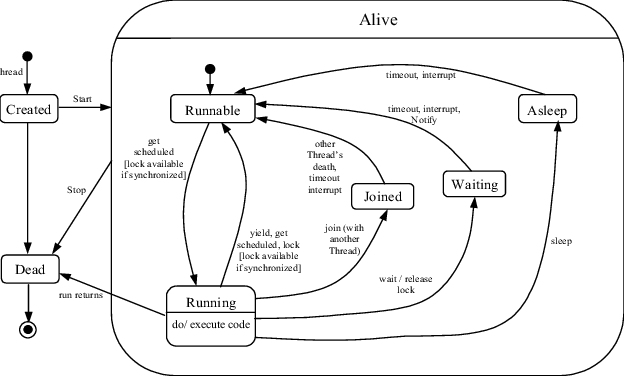 Alive
hread
Created
Start
Runnable
timeout, interrupt
Asleep
timeout, interrupt,
Notify
get
scheduled
[lock available
if synchronized]
other
Thread's
death,
timeout
interrupt
Joined
Waiting
Stop
yield, get
scheduled, lock
[lock available
if synchronized]
join (with
another
Thread)
sleep
Dead
run returns
wait / release
lock
Running
do/ execute code